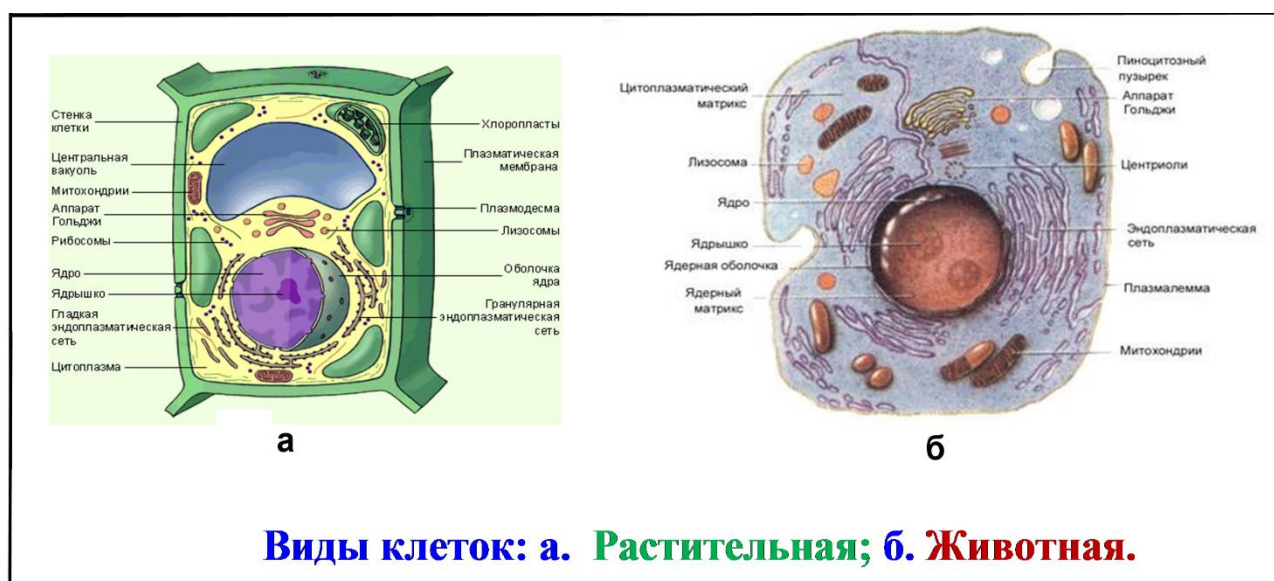 Стенка
клетки
Центральная
вакуоль
Митохондрии
Аппарат
Гольджи
Рибосомы
Ядро
Ядрышко
Гладкая
эндоплазматическая
сеть
Цитоплазма
Хлоропласты
Плазматическая
мембрана
Плазмодесма
Лизосомы
Оболочка
ядра
Гранулярная
эндоплазматическая
сеть
а
Цитоплазматический
матрикс
Лизосома
Ядро
Ядрышко
Ядерная оболочка
Ядерный
матрикс
Пиноцитозный
пузырек
Аппарат
Гольджи
Центриоли
Эндоплазматическая
сеть
Плазмалемма
Митохондрии
б
Виды клеток: а. Растительная; б. Животная.